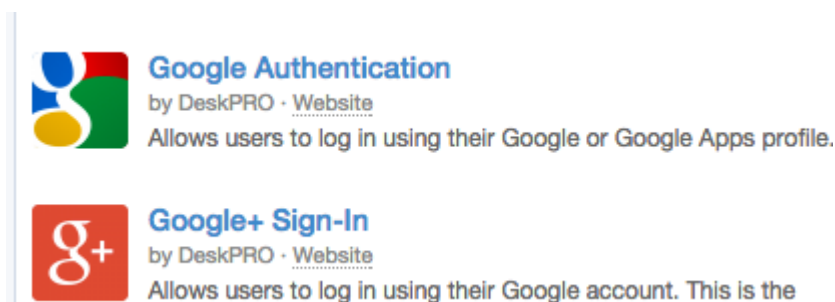 Google Authentication
by DeskPRO · Website
Allows users to log in using their Google or Google Apps profile.
g+
Google+ Sign-In
by DeskPRO · Website
Allows users to log in using their Google account. This is the